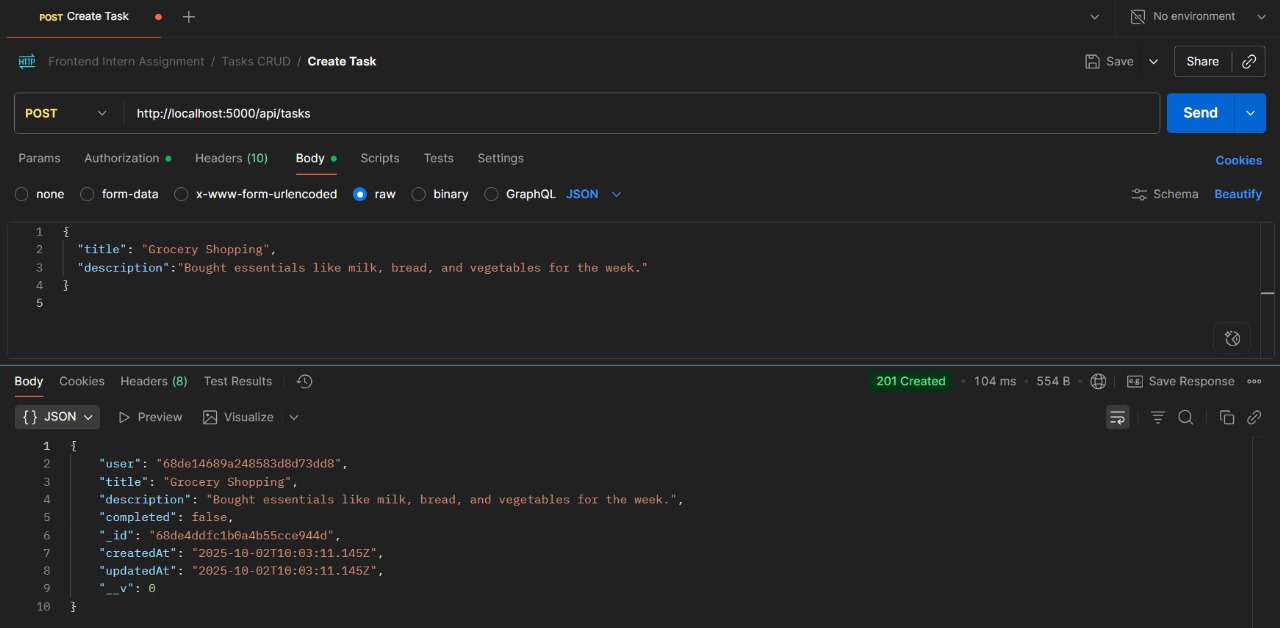 POST Create Task
No environment
HTTP Frontend Intern Assignment / Tasks CRUD / Create Task
Save
Share
POST http://localhost:5000/api/tasks
Send
Params Authorization Headers (10) Body Scripts Tests Settings
Cookies
none form-data x-www-form-urlencoded raw binary GraphQL JSON
Schema Beautify
1 {
2 "title": "Grocery Shopping",
3 "description":"Bought essentials like milk, bread, and vegetables for the week."
4 }
5
Body Cookies Headers (8) Test Results
201 Created • 104 ms • 554 B
e.g. Save Response
{} JSON Preview Visualize
1 {
2 "user": "68de14689a248583d8d73dd8",
3 "title": "Grocery Shopping",
4 "description": "Bought essentials like milk, bread, and vegetables for the week.",
5 "completed": false,
6 "_id": "68de4ddfc1b0a4b55cce944d",
7 "createdAt": "2025-10-02T10:03:11.145Z",
8 "updatedAt": "2025-10-02T10:03:11.145Z",
9 "__v": 0
10 }